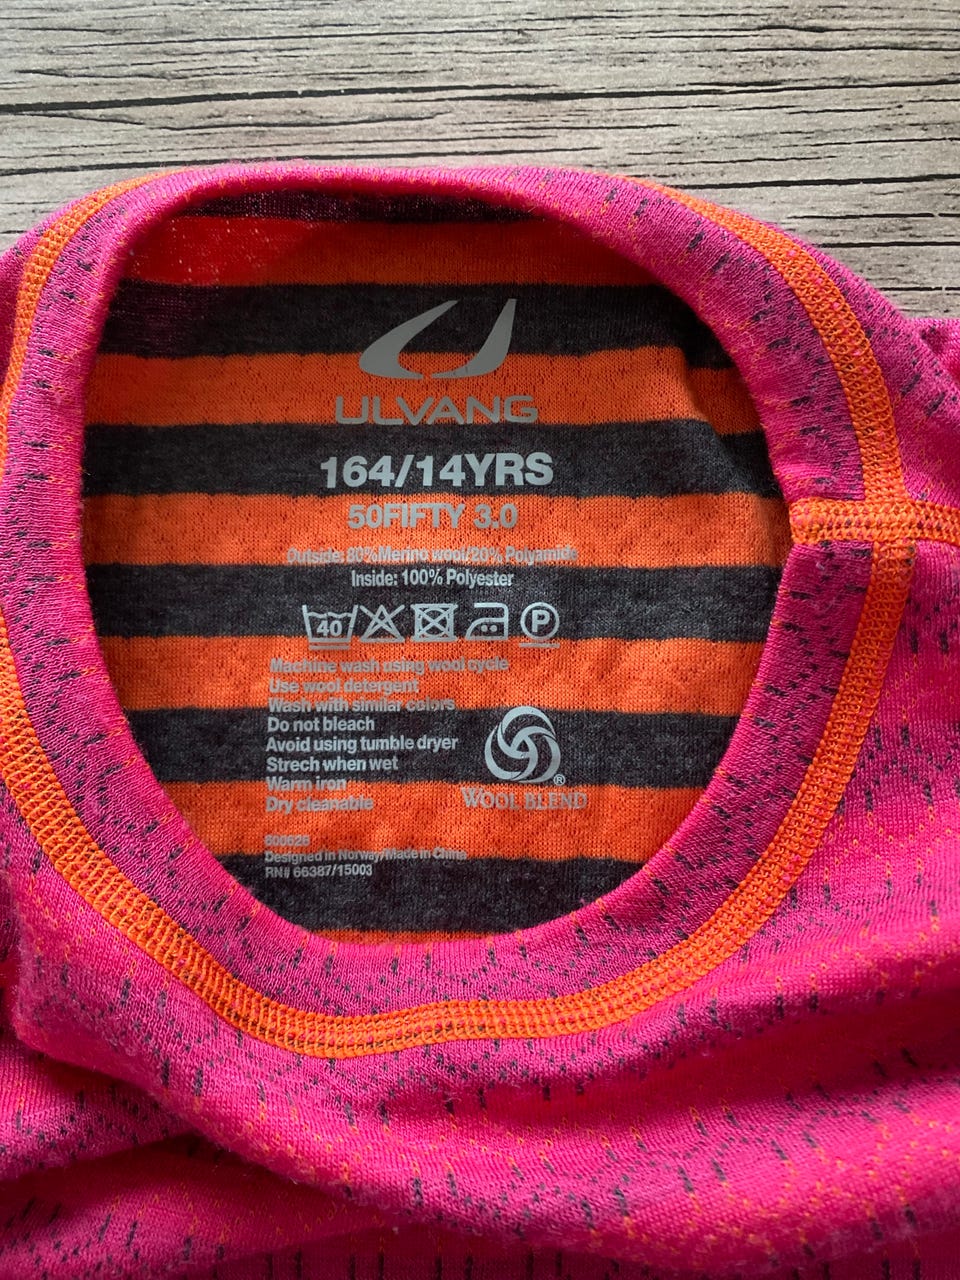 ULVANG
164/14YRS
50FIFTY 3.0
Outside: 80%Merino wool/20% Polyamide
Inside: 100% Polyester
40 P
Machine wash using wool cycle
Use wool detergent
Wash with similar colors
Do not bleach
Avoid using tumble dryer
Strech when wet
Warm iron
Dry cleanable
®
WOOL BLEND
600626
Designed in Norway/Made in China
RN# 66387/15003